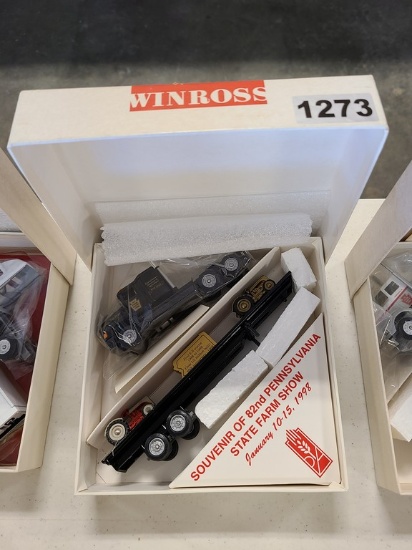 WINROSS
1273
SOUVENIR OF 82nd PENNSYLVANIA
STATE FARM SHOW
January 10-15, 1998